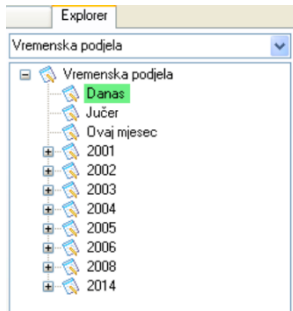 Explorer
Vremenska podjela
Vremenska podjela
Danas
Jučer
Ovaj mjesec
2001
2002
2003
2004
2005
2006
2008
2014